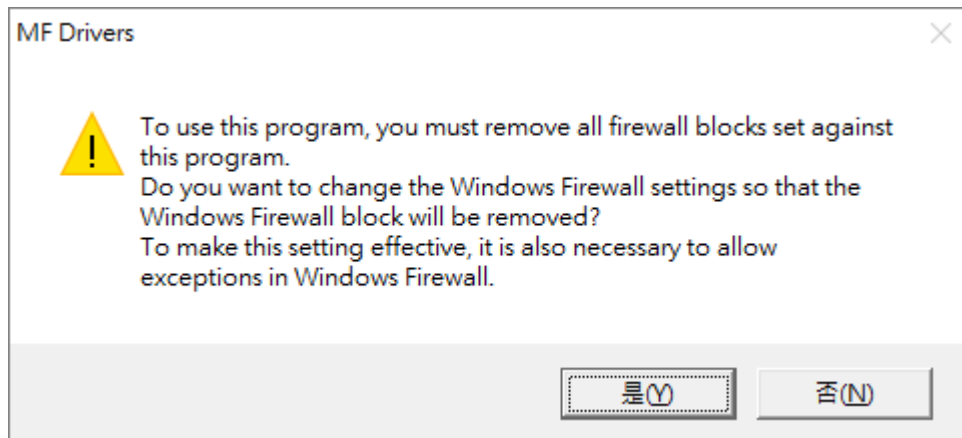 MF Drivers
To use this program, you must remove all firewall blocks set against
this program.
Do you want to change the Windows Firewall settings so that the
Windows Firewall block will be removed?
To make this setting effective, it is also necessary to allow
exceptions in Windows Firewall.
是(Y) 否(N)